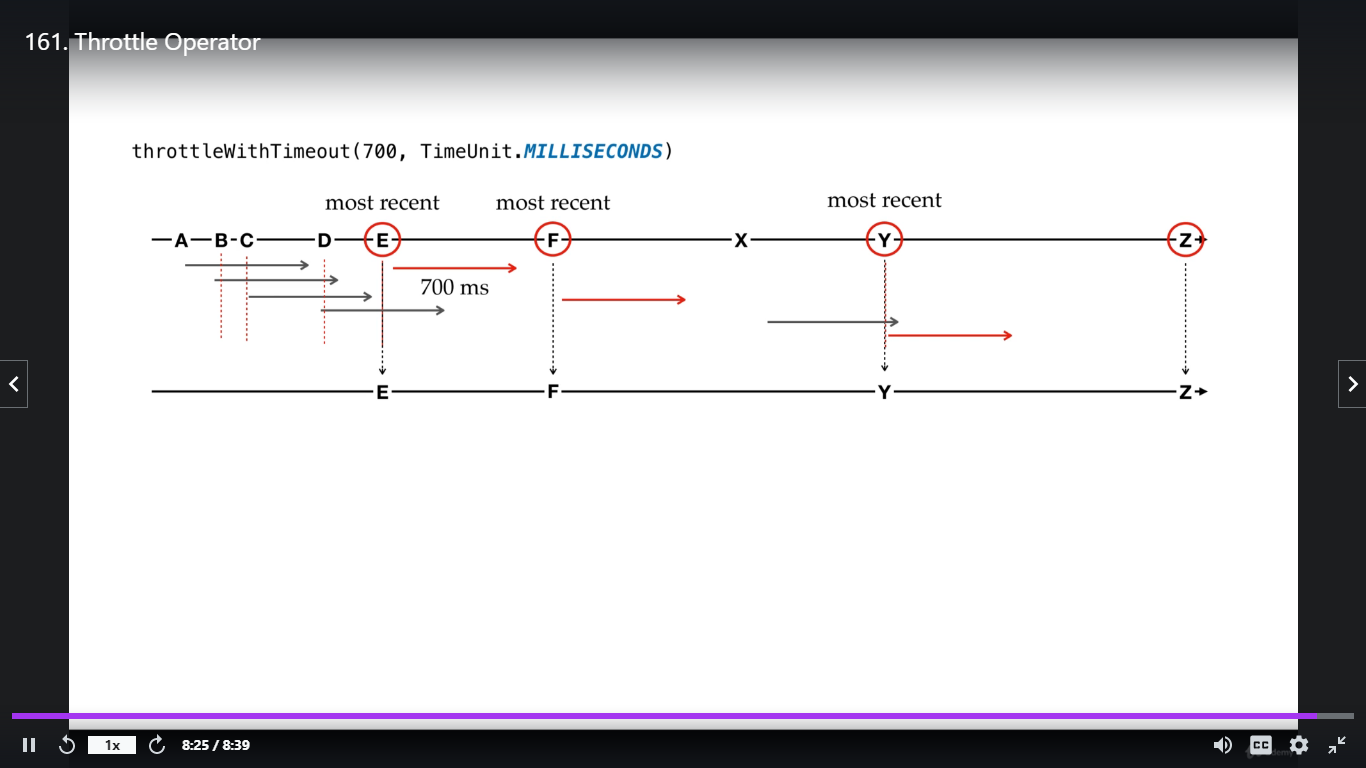 161. Throttle Operator
throttleWithTimeout(700, TimeUnit.MILLISECONDS)
most recent most recent most recent
A B C D E F X Y Z
700 ms
E F Y Z
1x 8:25 / 8:39 CC